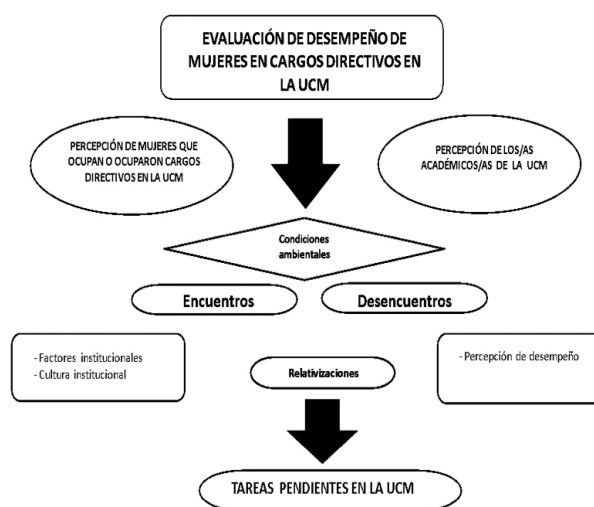 EVALUACIÓN DE DESEMPEÑO DE
MUJERES EN CARGOS DIRECTIVOS EN
LA UCM
PERCEPCIÓN DE MUJERES QUE
OCUPAN O OCUPARON CARGOS
DIRECTIVOS EN LA UCM
PERCEPCIÓN DE LOS/AS
ACADÉMICOS/AS DE LA UCM
Condiciones
ambientales
Encuentros
Desencuentros
- Factores institucionales
- Cultura institucional
Relativizaciones
- Percepción de desempeño
TAREAS PENDIENTES EN LA UCM